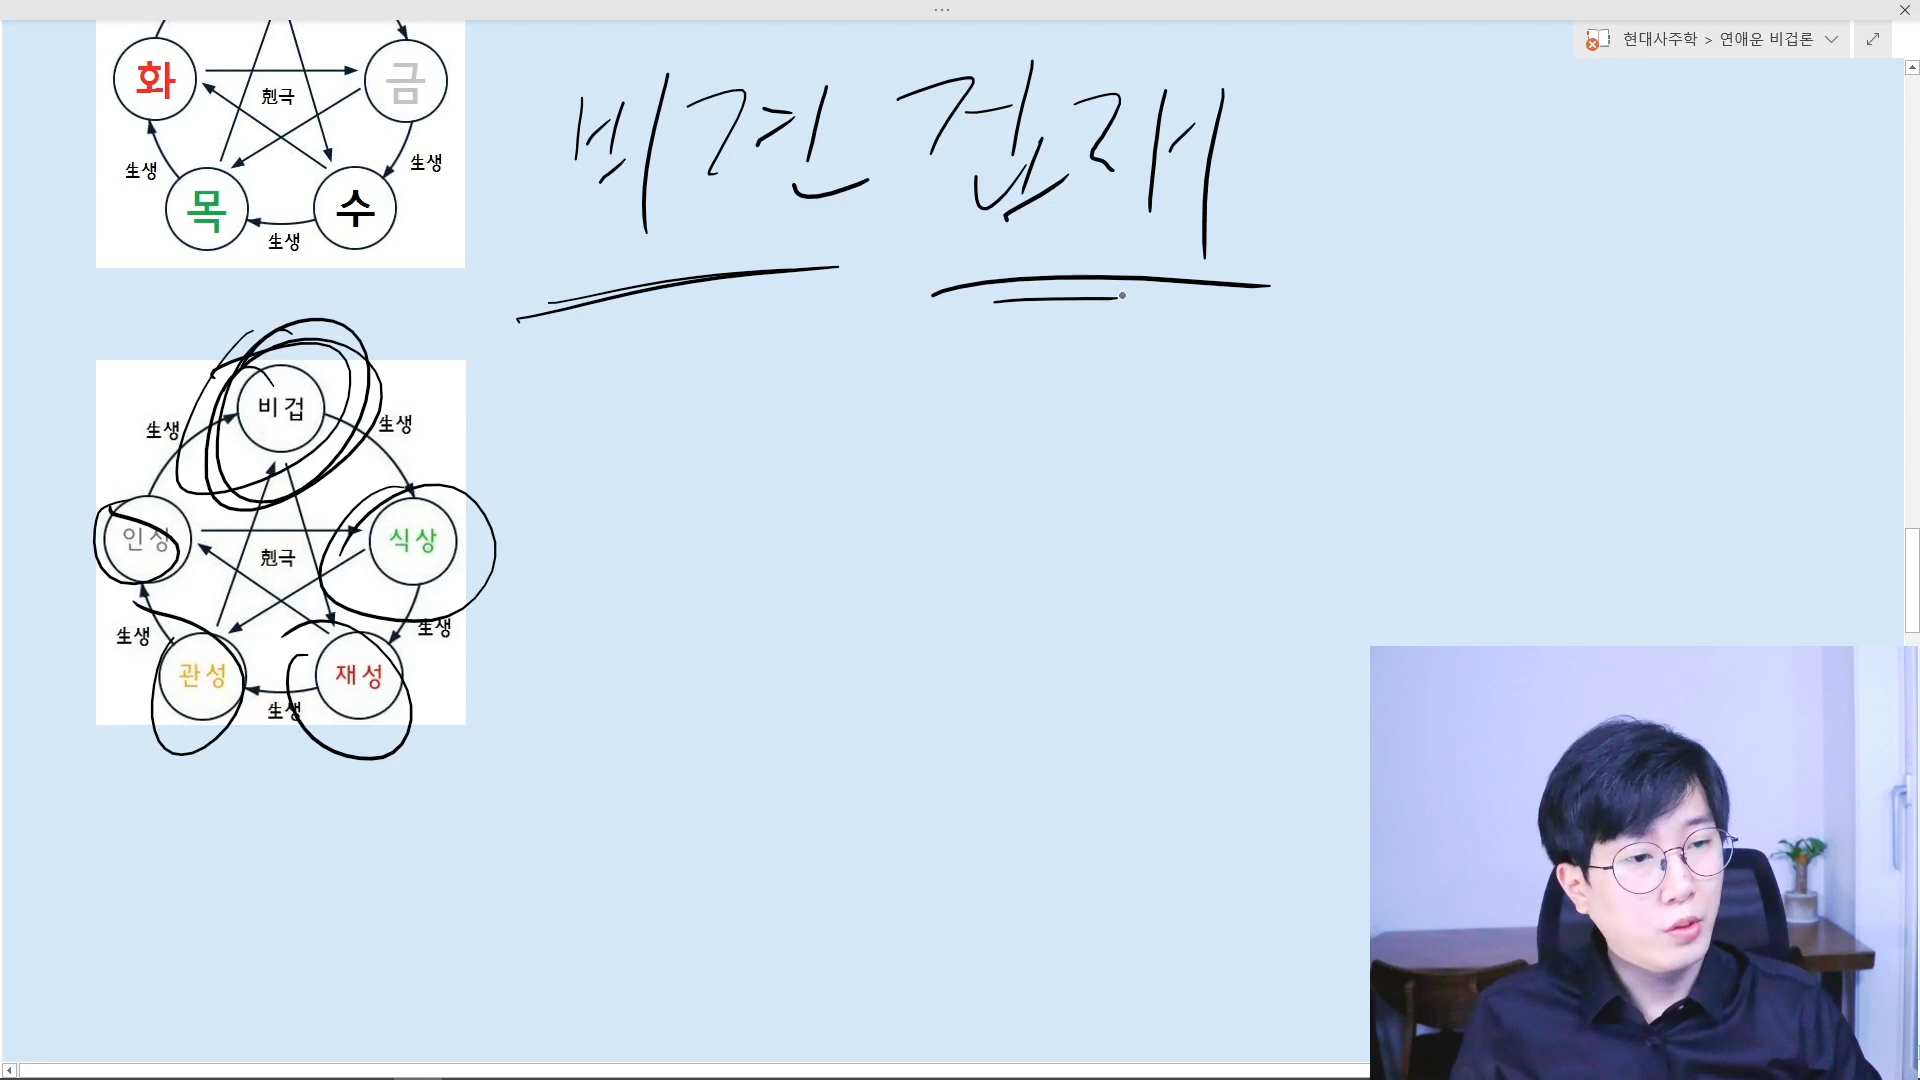 현대사주학 > 연애운 비겁론
비견 겁재
화
금
剋극
生생
生생
목
수
生생
비겁
生생
生생
인성
식상
剋극
生생
生생
관성
재성
生생